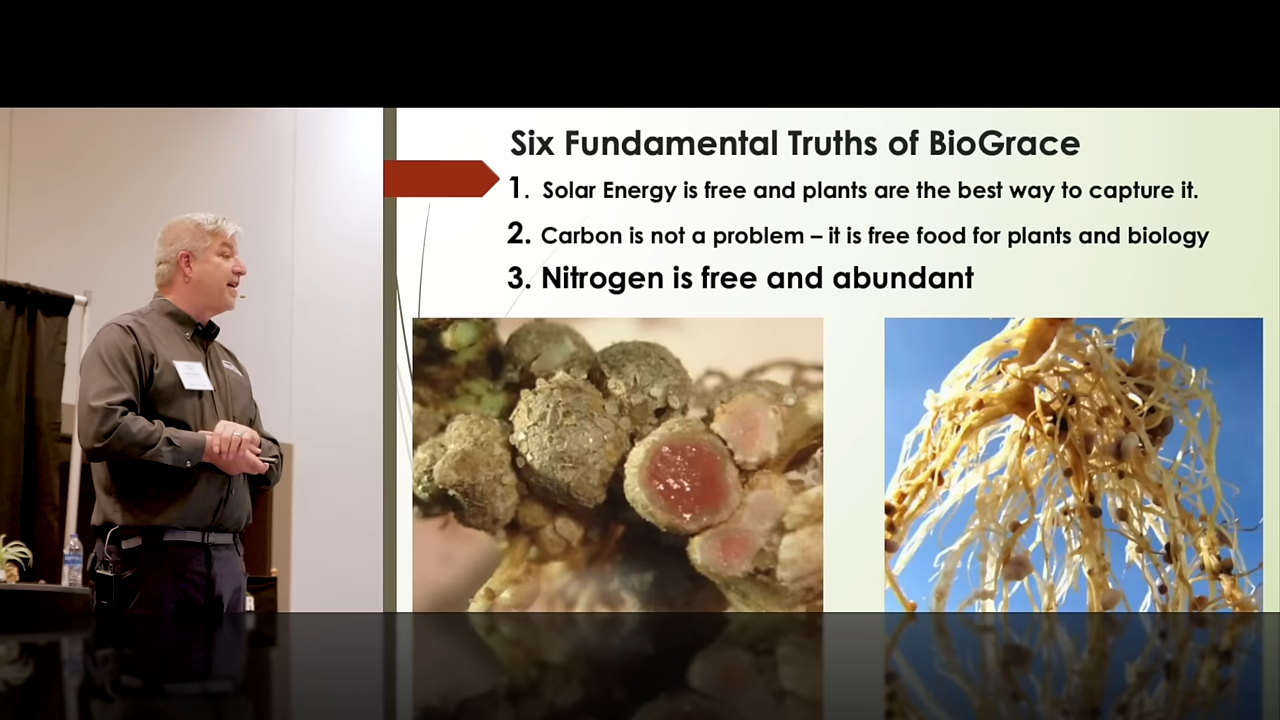 Six Fundamental Truths of BioGrace
1. Solar Energy is free and plants are the best way to capture it.
2. Carbon is not a problem – it is free food for plants and biology
3. Nitrogen is free and abundant